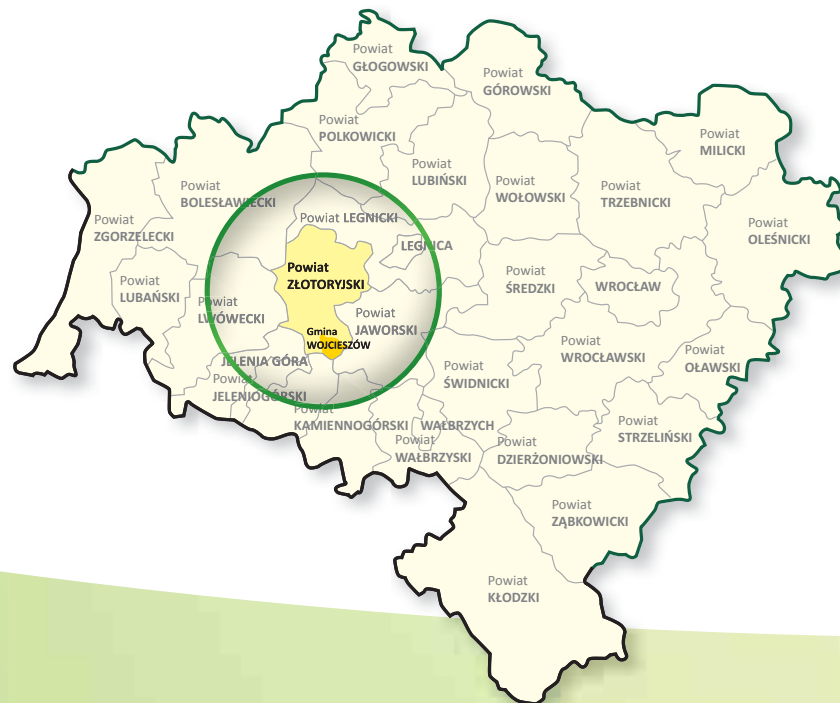 Powiat
GŁOGOWSKI
Powiat
GÓROWSKI
Powiat
POLKOWICKI
Powiat
MILICKI
Powiat
LUBIŃSKI
Powiat
WOŁOWSKI
Powiat
TRZEBNICKI
Powiat
BOLESŁAWIECKI
Powiat
ZGORZELECKI
Powiat LEGNICKI
LEGNICA
Powiat
OLEŚNICKI
Powiat
ZŁOTORYJSKI
Powiat
LUBAŃSKI
Powiat
ŚREDZKI
WROCŁAW
Powiat
LWÓWECKI
Powiat
JAWORSKI
Gmina
WOJCIESZÓW
Powiat
WROCŁAWSKI
Powiat
OŁAWSKI
JELENIA GÓRA
Powiat
JELENIOGÓRSKI
Powiat
ŚWIDNICKI
Powiat
KAMIENNOGÓRSKI
WAŁBRZYCH
Powiat
WAŁBRZYSKI
Powiat
DZIERŻONIOWSKI
Powiat
STRZELIŃSKI
Powiat
ZĄBKOWICKI
Powiat
KŁODZKI